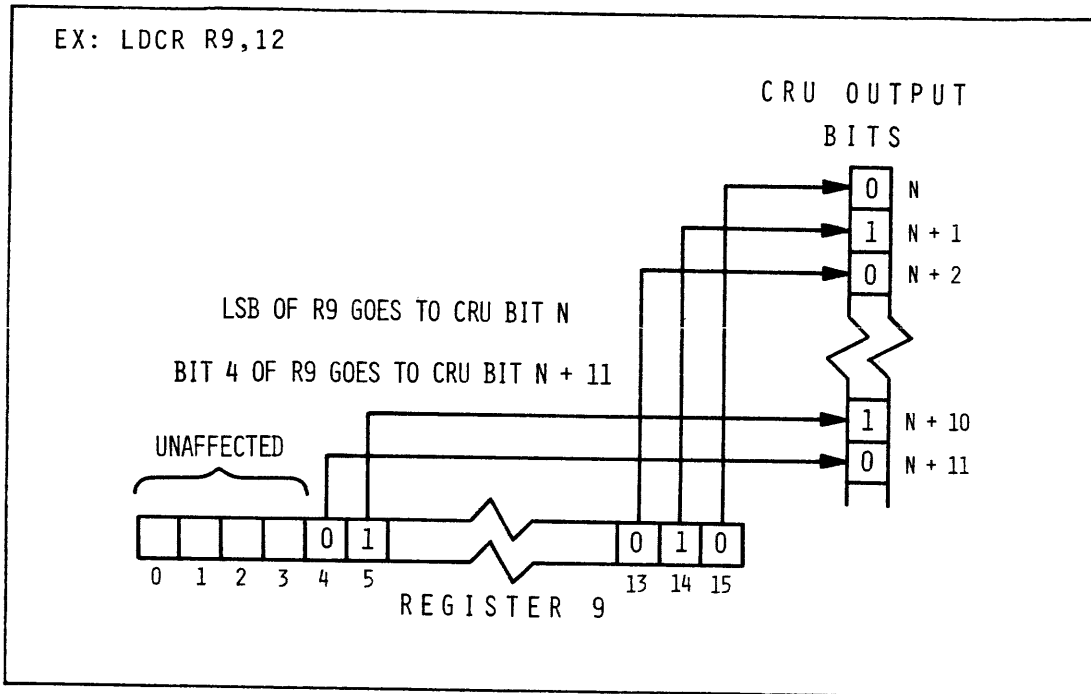 EX: LDCR R9,12
CRU OUTPUT
BITS
0 N
1 N + 1
0 N + 2
LSB OF R9 GOES TO CRU BIT N
BIT 4 OF R9 GOES TO CRU BIT N + 11
1 N + 10
UNAFFECTED
0 N + 11
0 1 0 1 0
0 1 2 3 4 5 13 14 15
REGISTER 9